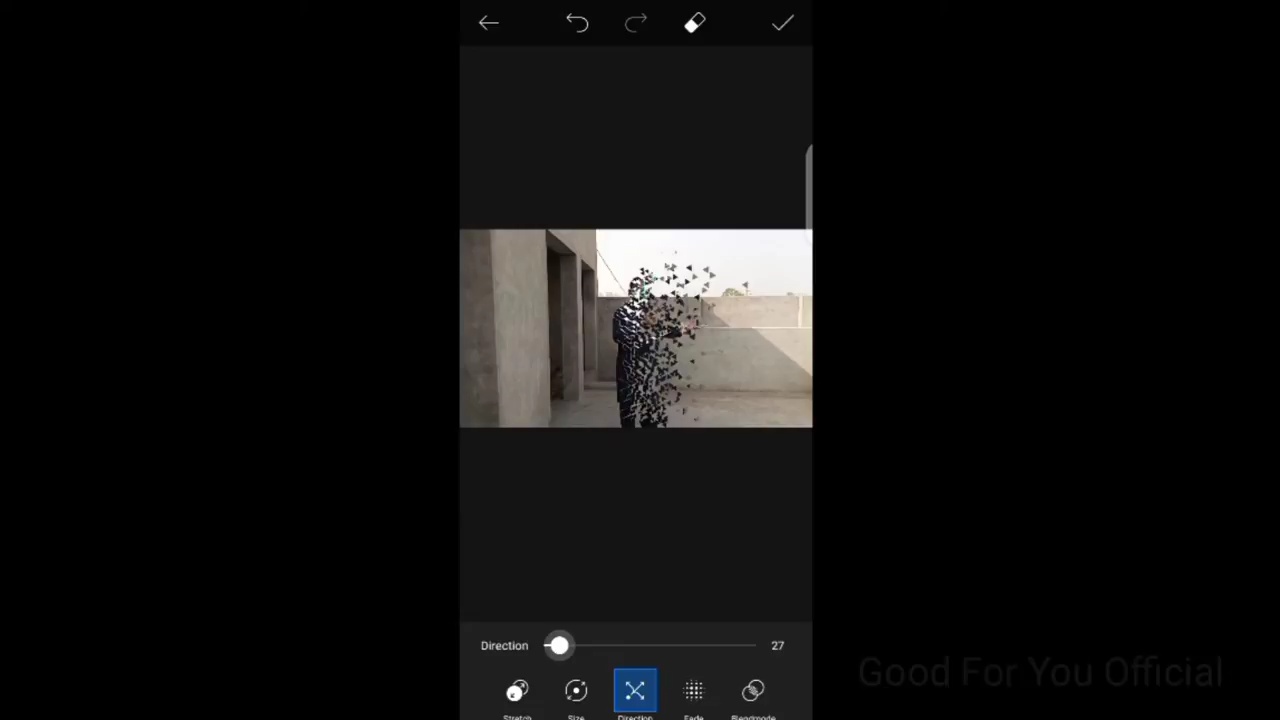 Direction
27
Stretch
Size
Direction
Fade
Blendmode
Good For You Official